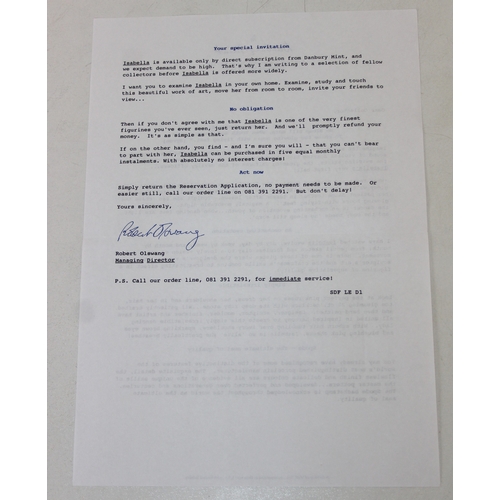 Your special invitation
Isabella is available only by direct subscription from Danbury Mint, and
we expect demand to be high. That's why I am writing to a selection of fellow
collectors before Isabella is offered more widely.
I want you to examine Isabella in your own home. Examine, study and touch
this beautiful work of art, move her from room to room, invite your friends to
view...
No obligation
Then if you don't agree with me that Isabella is one of the very finest
figurines you've ever seen, just return her. And we'll promptly refund your
money. It's as simple as that.
If on the other hand, you find - and I'm sure you will - that you can't bear
to part with her, Isabella can be purchased in five equal monthly
instalments. With absolutely no interest charges!
Act now
Simply return the Reservation Application, no payment needs to be made. Or
easier still, call our order line on 081 391 2291. But don't delay!
Yours sincerely,
Robert Olswang
Robert Olswang
Managing Director
P.S. Call our order line, 081 391 2291, for immediate service!
SDF LE D1